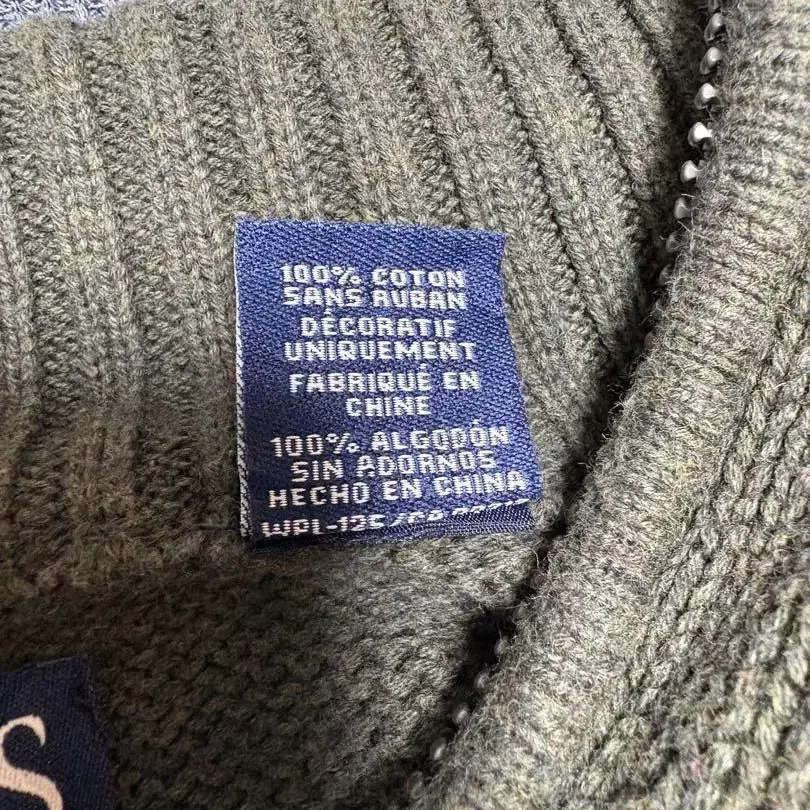 100% COTON
SANS RUBAN
DÉCORATIF
UNIQUEMENT
FABRIQUÉ EN
CHINE
100% ALGODÓN
SIN ADORNOS
HECHO EN CHINA
S